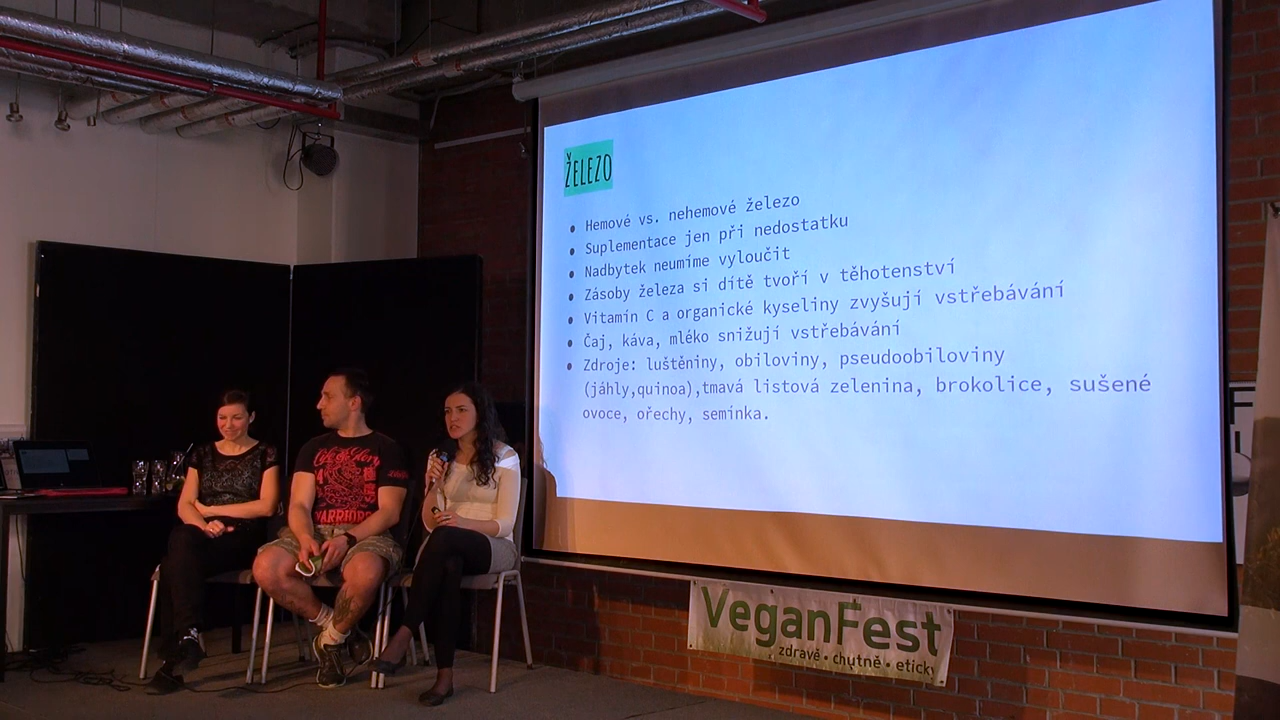 ŽELEZO
Hemové vs. nehemové železo
Suplementace jen při nedostatku
Nadbytek neumíme vyloučit
Zásoby železa si dítě tvoří v těhotenství
Vitamín C a organické kyseliny zvyšují vstřebávání
Čaj, káva, mléko snižují vstřebávání
Zdroje: luštěniny, obiloviny, pseudoobiloviny
(jáhly,quinoa),tmavá listová zelenina, brokolice, sušené
ovoce, ořechy, semínka.
WARRIORS
VeganFest
zdravě • chutně • eticky